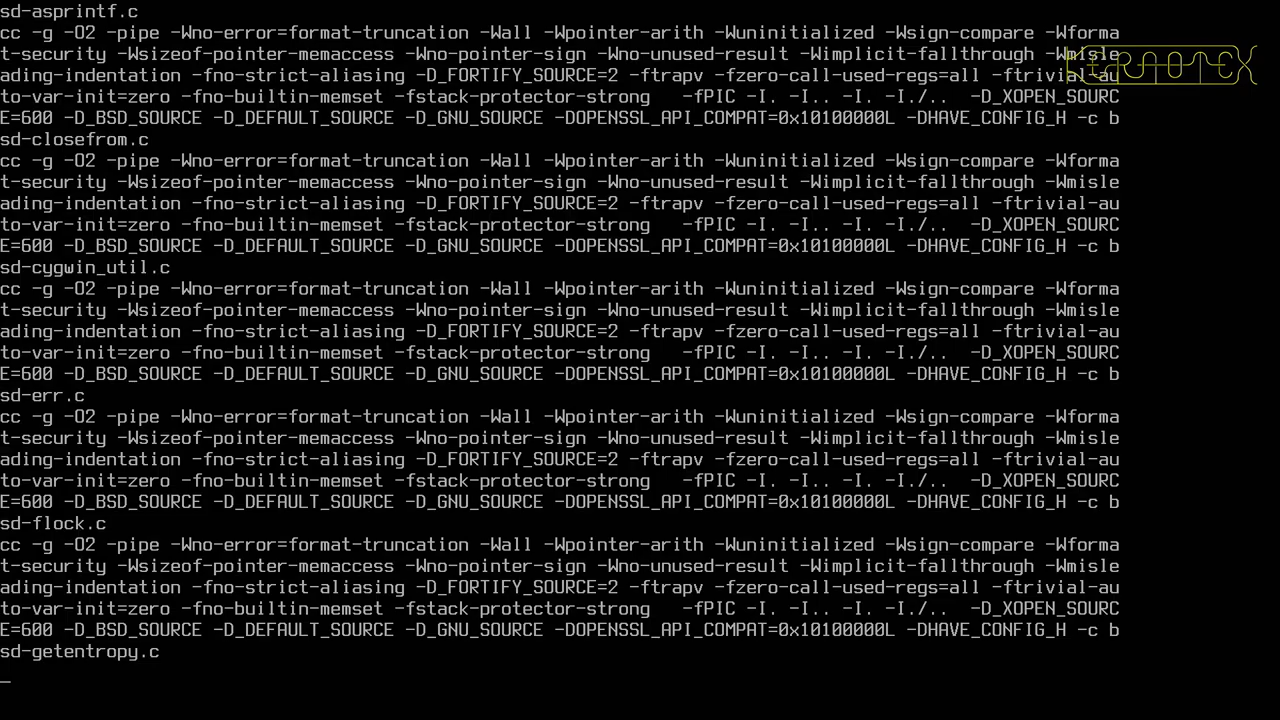 sd-asprintf.c
cc -g -O2 -pipe -Wno-error=format-truncation -Wall -Wpointer-arith -Wuninitialized -Wsign-compare -Wforma
t-security -Wsizeof-pointer-memaccess -Wno-pointer-sign -Wno-unused-result -Wimplicit-fallthrough -Wmisle
ading-indentation -fno-strict-aliasing -D_FORTIFY_SOURCE=2 -ftrapv -fzero-call-used-regs=all -ftrivial-au
to-var-init=zero -fno-builtin-memset -fstack-protector-strong   -fPIC -I. -I.. -I. -I./..  -D_XOPEN_SOURC
E=600 -D_BSD_SOURCE -D_DEFAULT_SOURCE -D_GNU_SOURCE -DOPENSSL_API_COMPAT=0x10100000L -DHAVE_CONFIG_H -c b
sd-closefrom.c
cc -g -O2 -pipe -Wno-error=format-truncation -Wall -Wpointer-arith -Wuninitialized -Wsign-compare -Wforma
t-security -Wsizeof-pointer-memaccess -Wno-pointer-sign -Wno-unused-result -Wimplicit-fallthrough -Wmisle
ading-indentation -fno-strict-aliasing -D_FORTIFY_SOURCE=2 -ftrapv -fzero-call-used-regs=all -ftrivial-au
to-var-init=zero -fno-builtin-memset -fstack-protector-strong   -fPIC -I. -I.. -I. -I./..  -D_XOPEN_SOURC
E=600 -D_BSD_SOURCE -D_DEFAULT_SOURCE -D_GNU_SOURCE -DOPENSSL_API_COMPAT=0x10100000L -DHAVE_CONFIG_H -c b
sd-cygwin_util.c
cc -g -O2 -pipe -Wno-error=format-truncation -Wall -Wpointer-arith -Wuninitialized -Wsign-compare -Wforma
t-security -Wsizeof-pointer-memaccess -Wno-pointer-sign -Wno-unused-result -Wimplicit-fallthrough -Wmisle
ading-indentation -fno-strict-aliasing -D_FORTIFY_SOURCE=2 -ftrapv -fzero-call-used-regs=all -ftrivial-au
to-var-init=zero -fno-builtin-memset -fstack-protector-strong   -fPIC -I. -I.. -I. -I./..  -D_XOPEN_SOURC
E=600 -D_BSD_SOURCE -D_DEFAULT_SOURCE -D_GNU_SOURCE -DOPENSSL_API_COMPAT=0x10100000L -DHAVE_CONFIG_H -c b
sd-err.c
cc -g -O2 -pipe -Wno-error=format-truncation -Wall -Wpointer-arith -Wuninitialized -Wsign-compare -Wforma
t-security -Wsizeof-pointer-memaccess -Wno-pointer-sign -Wno-unused-result -Wimplicit-fallthrough -Wmisle
ading-indentation -fno-strict-aliasing -D_FORTIFY_SOURCE=2 -ftrapv -fzero-call-used-regs=all -ftrivial-au
to-var-init=zero -fno-builtin-memset -fstack-protector-strong   -fPIC -I. -I.. -I. -I./..  -D_XOPEN_SOURC
E=600 -D_BSD_SOURCE -D_DEFAULT_SOURCE -D_GNU_SOURCE -DOPENSSL_API_COMPAT=0x10100000L -DHAVE_CONFIG_H -c b
sd-flock.c
cc -g -O2 -pipe -Wno-error=format-truncation -Wall -Wpointer-arith -Wuninitialized -Wsign-compare -Wforma
t-security -Wsizeof-pointer-memaccess -Wno-pointer-sign -Wno-unused-result -Wimplicit-fallthrough -Wmisle
ading-indentation -fno-strict-aliasing -D_FORTIFY_SOURCE=2 -ftrapv -fzero-call-used-regs=all -ftrivial-au
to-var-init=zero -fno-builtin-memset -fstack-protector-strong   -fPIC -I. -I.. -I. -I./..  -D_XOPEN_SOURC
E=600 -D_BSD_SOURCE -D_DEFAULT_SOURCE -D_GNU_SOURCE -DOPENSSL_API_COMPAT=0x10100000L -DHAVE_CONFIG_H -c b
sd-getentropy.c
_